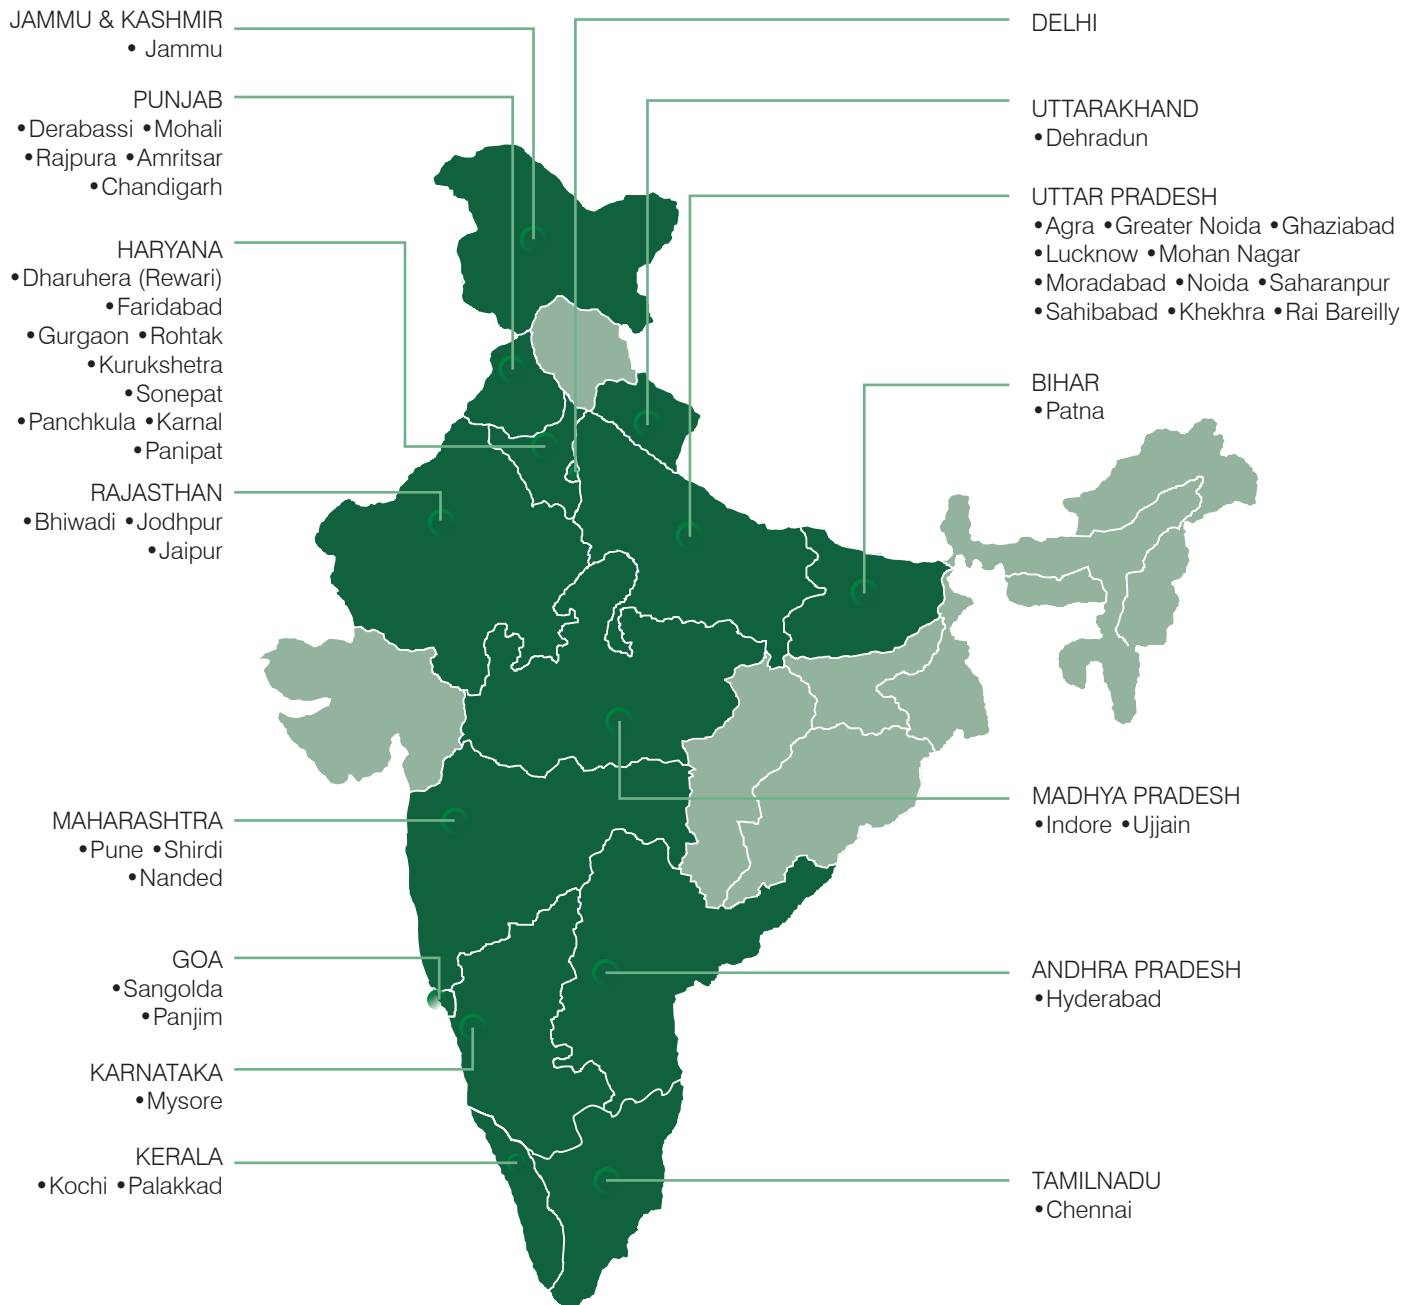 JAMMU & KASHMIR
• Jammu
PUNJAB
•Derabassi •Mohali
•Rajpura •Amritsar
•Chandigarh
HARYANA
•Dharuhera (Rewari)
•Faridabad
•Gurgaon •Rohtak
•Kurukshetra
•Sonepat
•Panchkula •Karnal
•Panipat
RAJASTHAN
•Bhiwadi •Jodhpur
•Jaipur
MAHARASHTRA
•Pune •Shirdi
•Nanded
GOA
•Sangolda
•Panjim
KARNATAKA
•Mysore
KERALA
•Kochi •Palakkad
DELHI
UTTARAKHAND
•Dehradun
UTTAR PRADESH
•Agra •Greater Noida •Ghaziabad
•Lucknow •Mohan Nagar
•Moradabad •Noida •Saharanpur
•Sahibabad •Khekhra •Rai Bareilly
BIHAR
•Patna
MADHYA PRADESH
•Indore •Ujjain
ANDHRA PRADESH
•Hyderabad
TAMILNADU
•Chennai